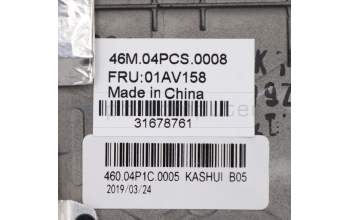 46M.04PCS.0008
FRU:01AV158
Made in China
31678761
460.04P1C.0005 KASHUI B05
2019/03/24